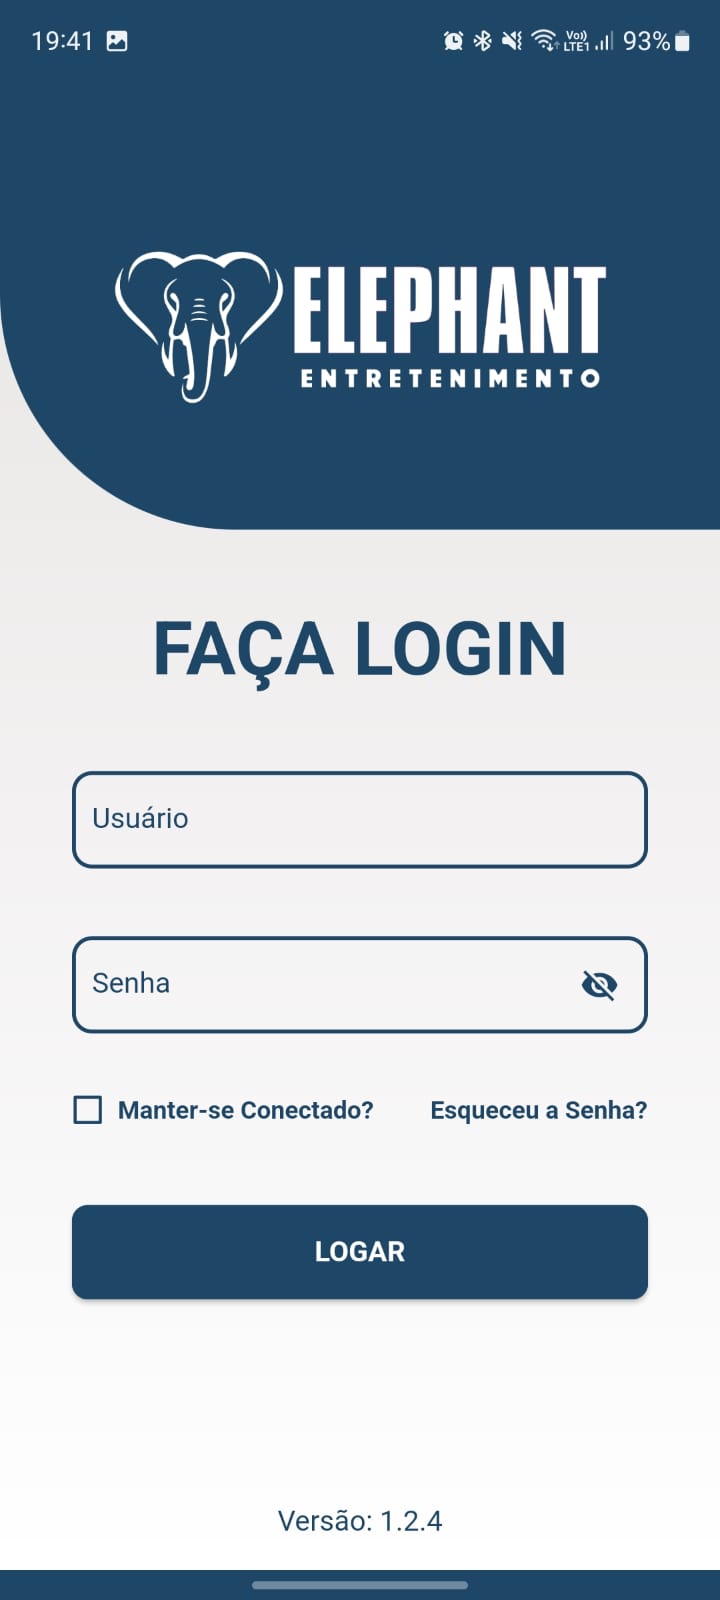 19:41 Vo)) LTE1 93%
ELEPHANT
ENTRETENIMENTO
FAÇA LOGIN
Usuário
Senha
Manter-se Conectado? Esqueceu a Senha?
LOGAR
Versão: 1.2.4